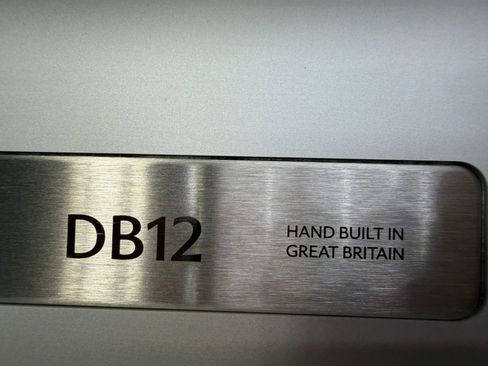 DB12
HAND BUILT IN
GREAT BRITAIN